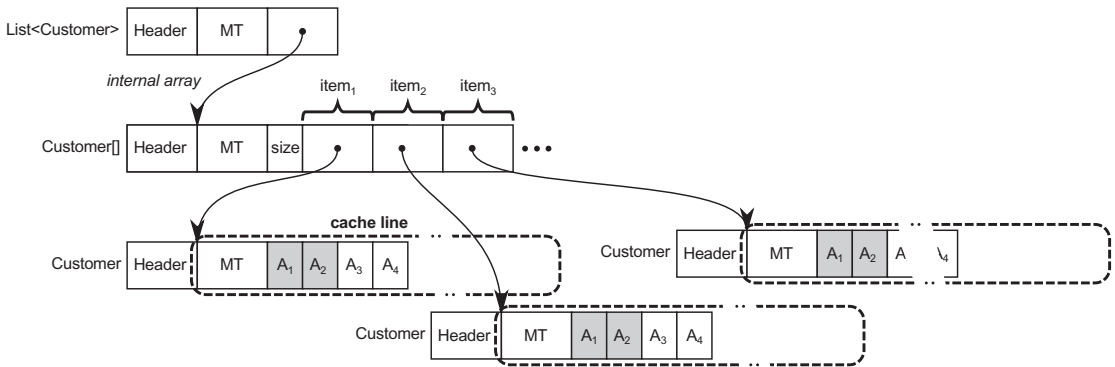 List<Customer> Header MT
internal array
item1 item2 item3
Customer[] Header MT size •••
cache line
Customer Header MT A1 A2 A3 A4
Customer Header MT A1 A2 A 4
Customer Header MT A1 A2 A3 A4